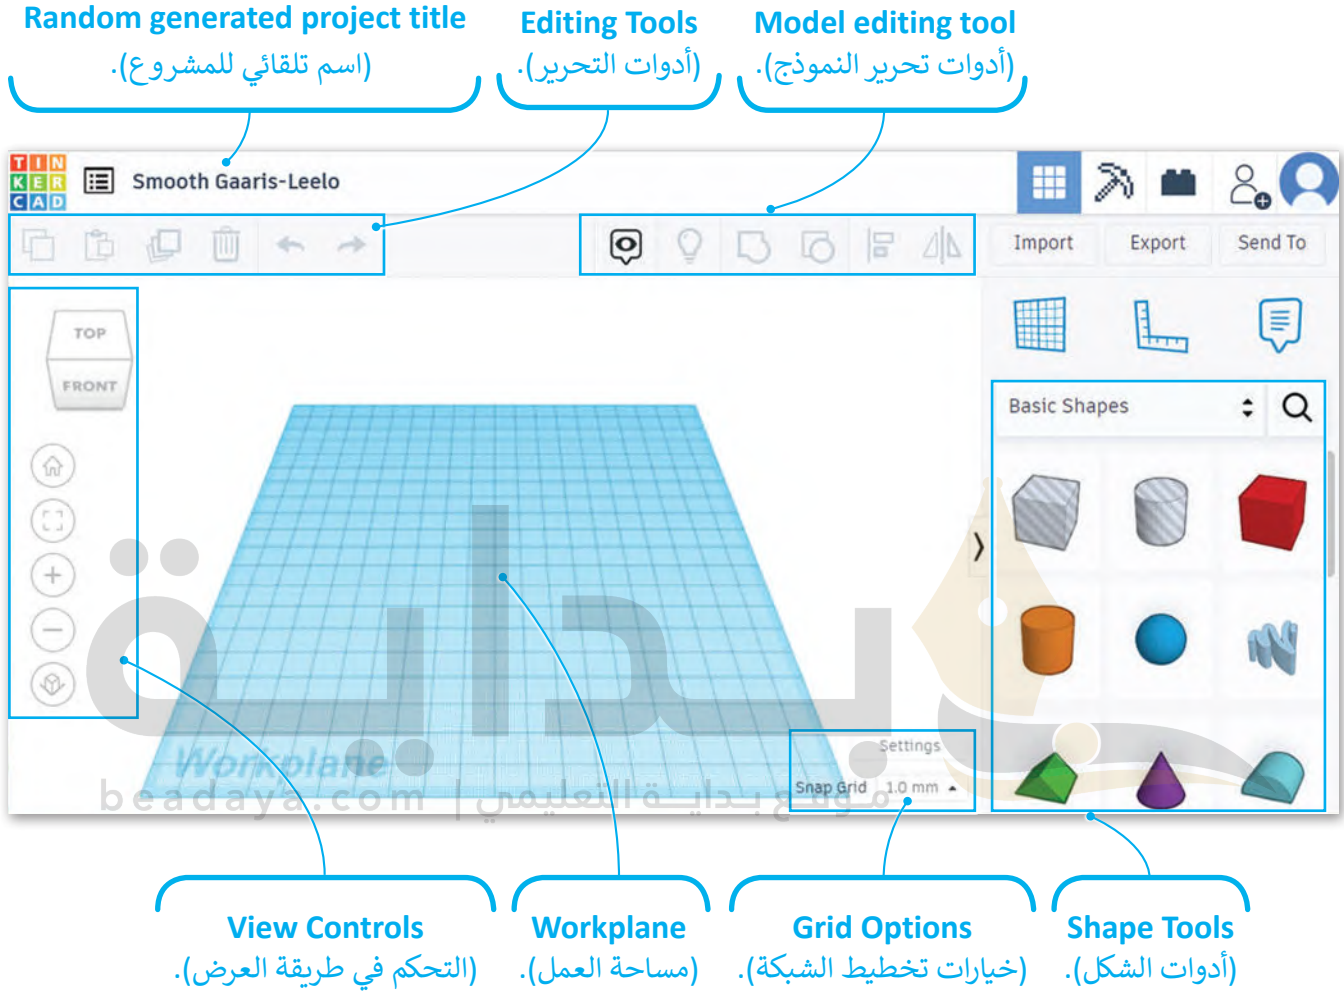 Random generated project title
(اسم تلقائي للمشروع).
Editing Tools
(أدوات التحرير).
Model editing tool
(أدوات تحرير النموذج).
TIN
KER
CAD
Smooth Gaaris-Leelo
Import
Export
Send To
TOP
FRONT
Basic Shapes
Workplane
Settings
Snap Grid 1.0 mm
بداية
beadaya.com | موقع بداية التعليمي
View Controls
(التحكم في طريقة العرض).
Workplane
(مساحة العمل).
Grid Options
(خيارات تخطيط الشبكة).
Shape Tools
(أدوات الشكل).